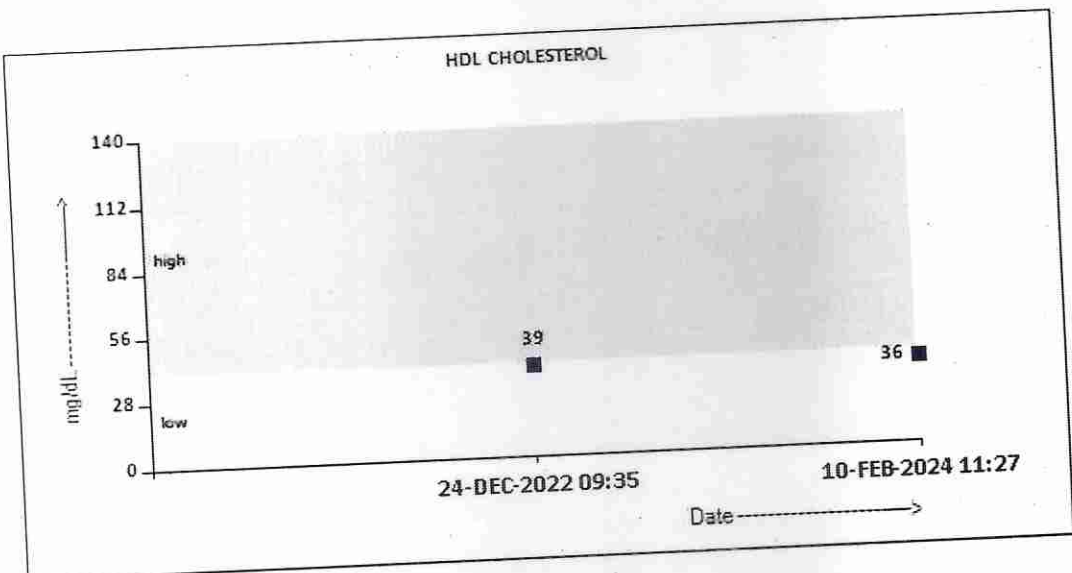 HDL CHOLESTEROL
140
112
high
84
56
39
36
28
low
0
mg/dL
24-DEC-2022 09:35
10-FEB-2024 11:27
Date